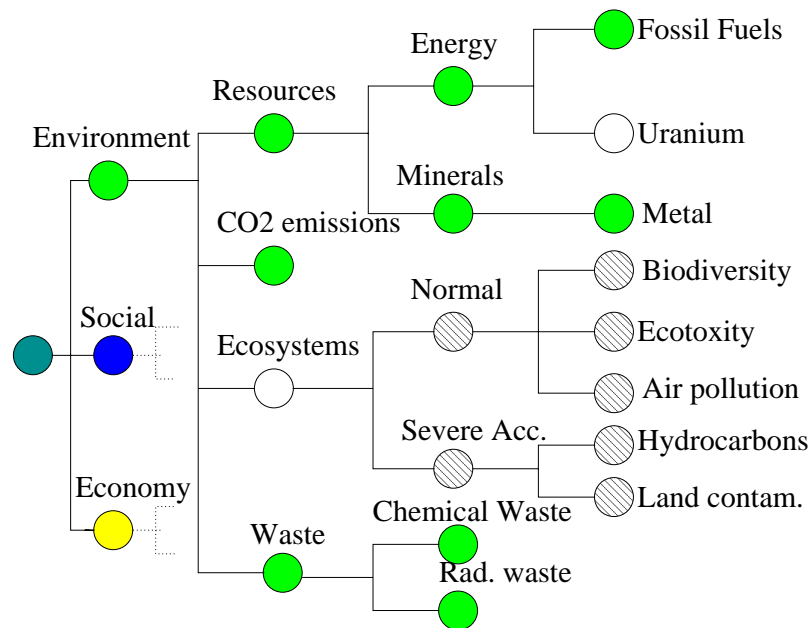 Fossil Fuels
Energy
Resources
Environment
Uranium
Minerals
Metal
CO2 emissions
Biodiversity
Normal
Social
Ecosystems
Ecotoxity
Air pollution
Severe Acc.
Hydrocarbons
Economy
Land contam.
Chemical Waste
Waste
Rad. waste